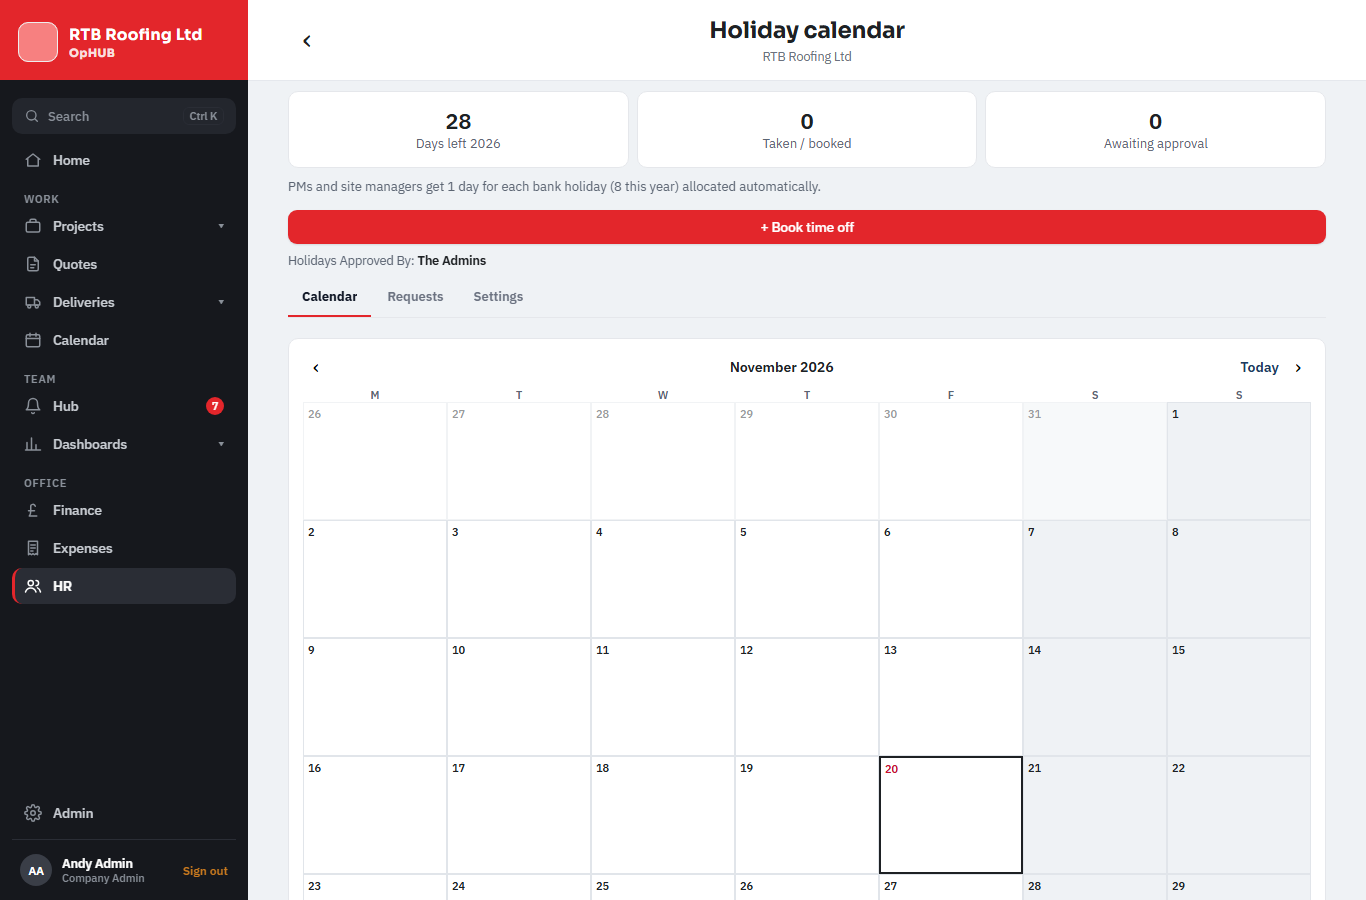 RTB Roofing Ltd
OpHUB
Search Ctrl K
Home
WORK
Projects
Quotes
Deliveries
Calendar
TEAM
Hub 7
Dashboards
OFFICE
Finance
Expenses
HR
Admin
AA Andy Admin
Company Admin
Sign out
Holiday calendar
RTB Roofing Ltd
28
Days left 2026
0
Taken / booked
0
Awaiting approval
PMs and site managers get 1 day for each bank holiday (8 this year) allocated automatically.
+ Book time off
Holidays Approved By: The Admins
Calendar Requests Settings
November 2026 Today
M T W T F S S
26 27 28 29 30 31 1
2 3 4 5 6 7 8
9 10 11 12 13 14 15
16 17 18 19 20 21 22
23 24 25 26 27 28 29